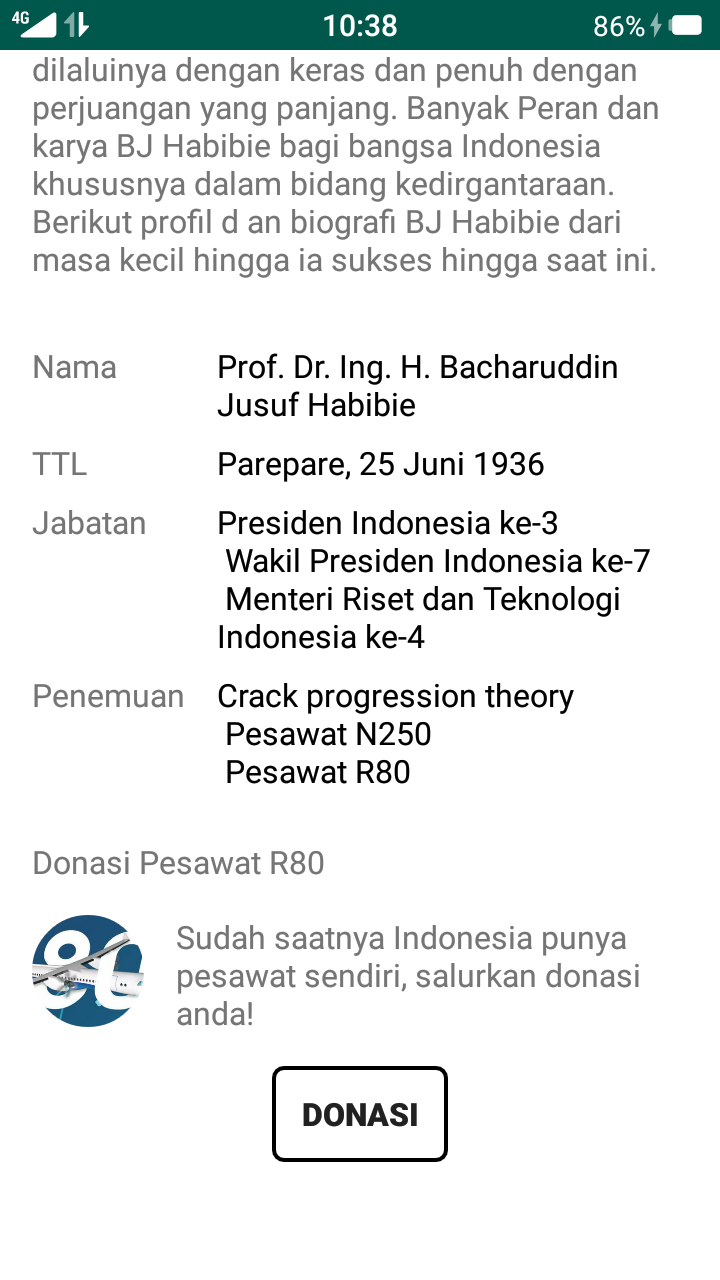 4G 10:38 86%
dilaluinya dengan keras dan penuh dengan
perjuangan yang panjang. Banyak Peran dan
karya BJ Habibie bagi bangsa Indonesia
khususnya dalam bidang kedirgantaraan.
Berikut profil d an biografi BJ Habibie dari
masa kecil hingga ia sukses hingga saat ini.
Nama Prof. Dr. Ing. H. Bacharuddin
Jusuf Habibie
TTL Parepare, 25 Juni 1936
Jabatan Presiden Indonesia ke-3
Wakil Presiden Indonesia ke-7
Menteri Riset dan Teknologi
Indonesia ke-4
Penemuan Crack progression theory
Pesawat N250
Pesawat R80
Donasi Pesawat R80
80
Sudah saatnya Indonesia punya
pesawat sendiri, salurkan donasi
anda!
DONASI